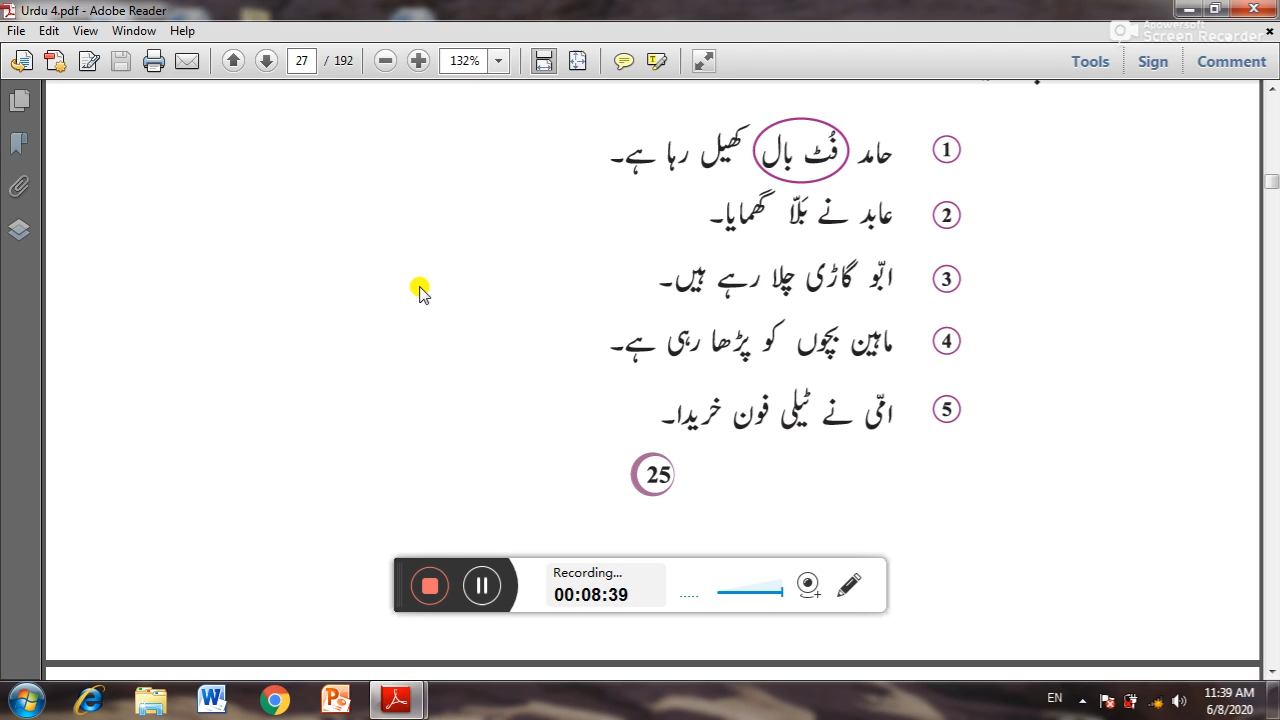 Urdu 4.pdf - Adobe Reader
File Edit View Window Help
Apowersoft
Screen Recorder
27 / 192
132%
Tools Sign Comment
1 حامد فُٹ بال کھیل رہا ہے۔
2 عابد نے بَلّا گھمایا۔
3 ابّو گاڑی چلا رہے ہیں۔
4 ماہین بچوں کو پڑھا رہی ہے۔
5 امّی نے ٹیلی فون خریدا۔
25
Recording...
00:08:39
EN
11:39 AM
6/8/2020